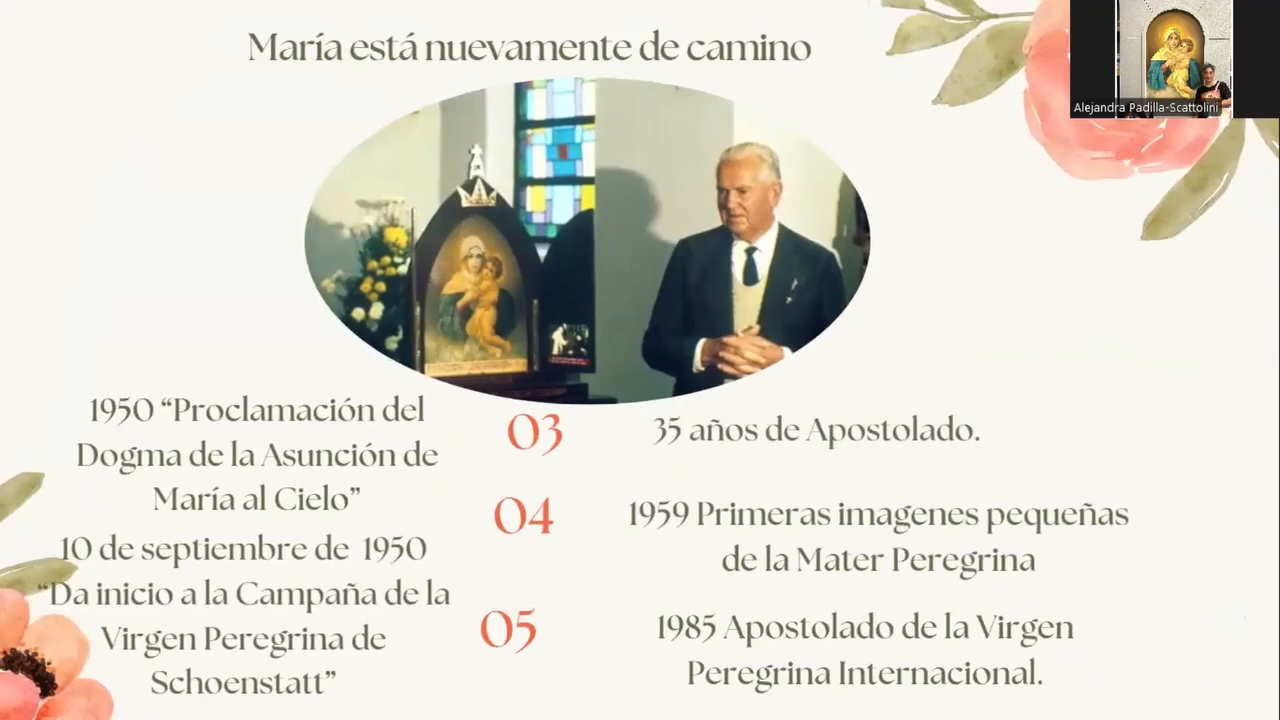 María está nuevamente de camino
Alejandra Padilla-Scattolini
1950 “Proclamación del
Dogma de la Asunción de
María al Cielo”
10 de septiembre de 1950
“Da inicio a la Campaña de la
Virgen Peregrina de
Schoenstatt”
03
35 años de Apostolado.
04
1959 Primeras imagenes pequeñas
de la Mater Peregrina
05
1985 Apostolado de la Virgen
Peregrina Internacional.